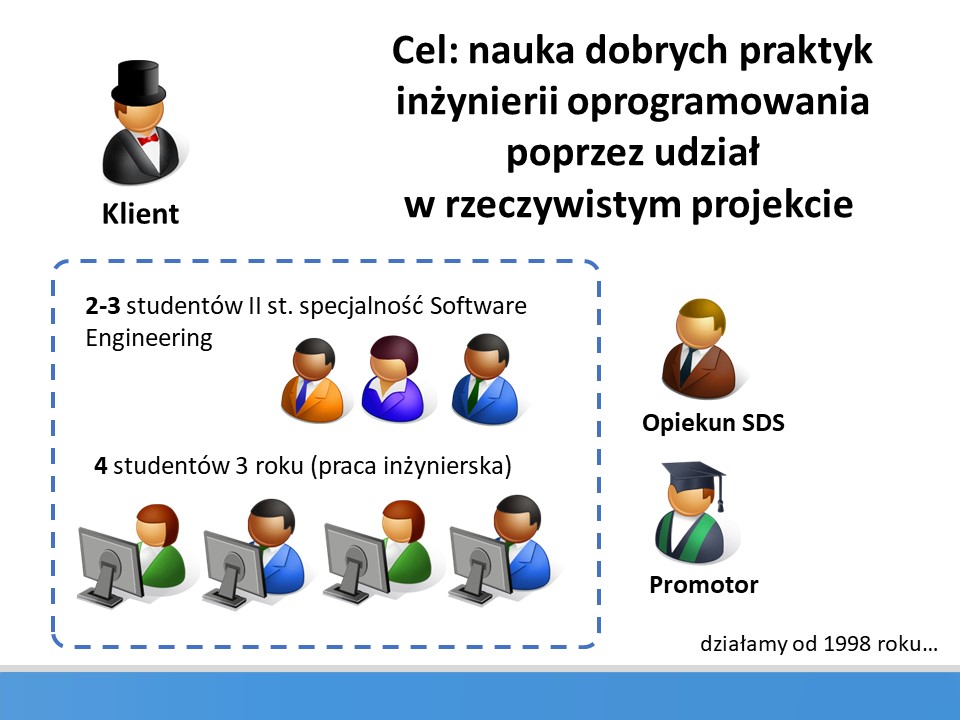 Cel: nauka dobrych praktyk
inżynierii oprogramowania
poprzez udział
w rzeczywistym projekcie
Klient
2-3 studentów II st. specjalność Software
Engineering
Opiekun SDS
4 studentów 3 roku (praca inżynierska)
Promotor
działamy od 1998 roku...